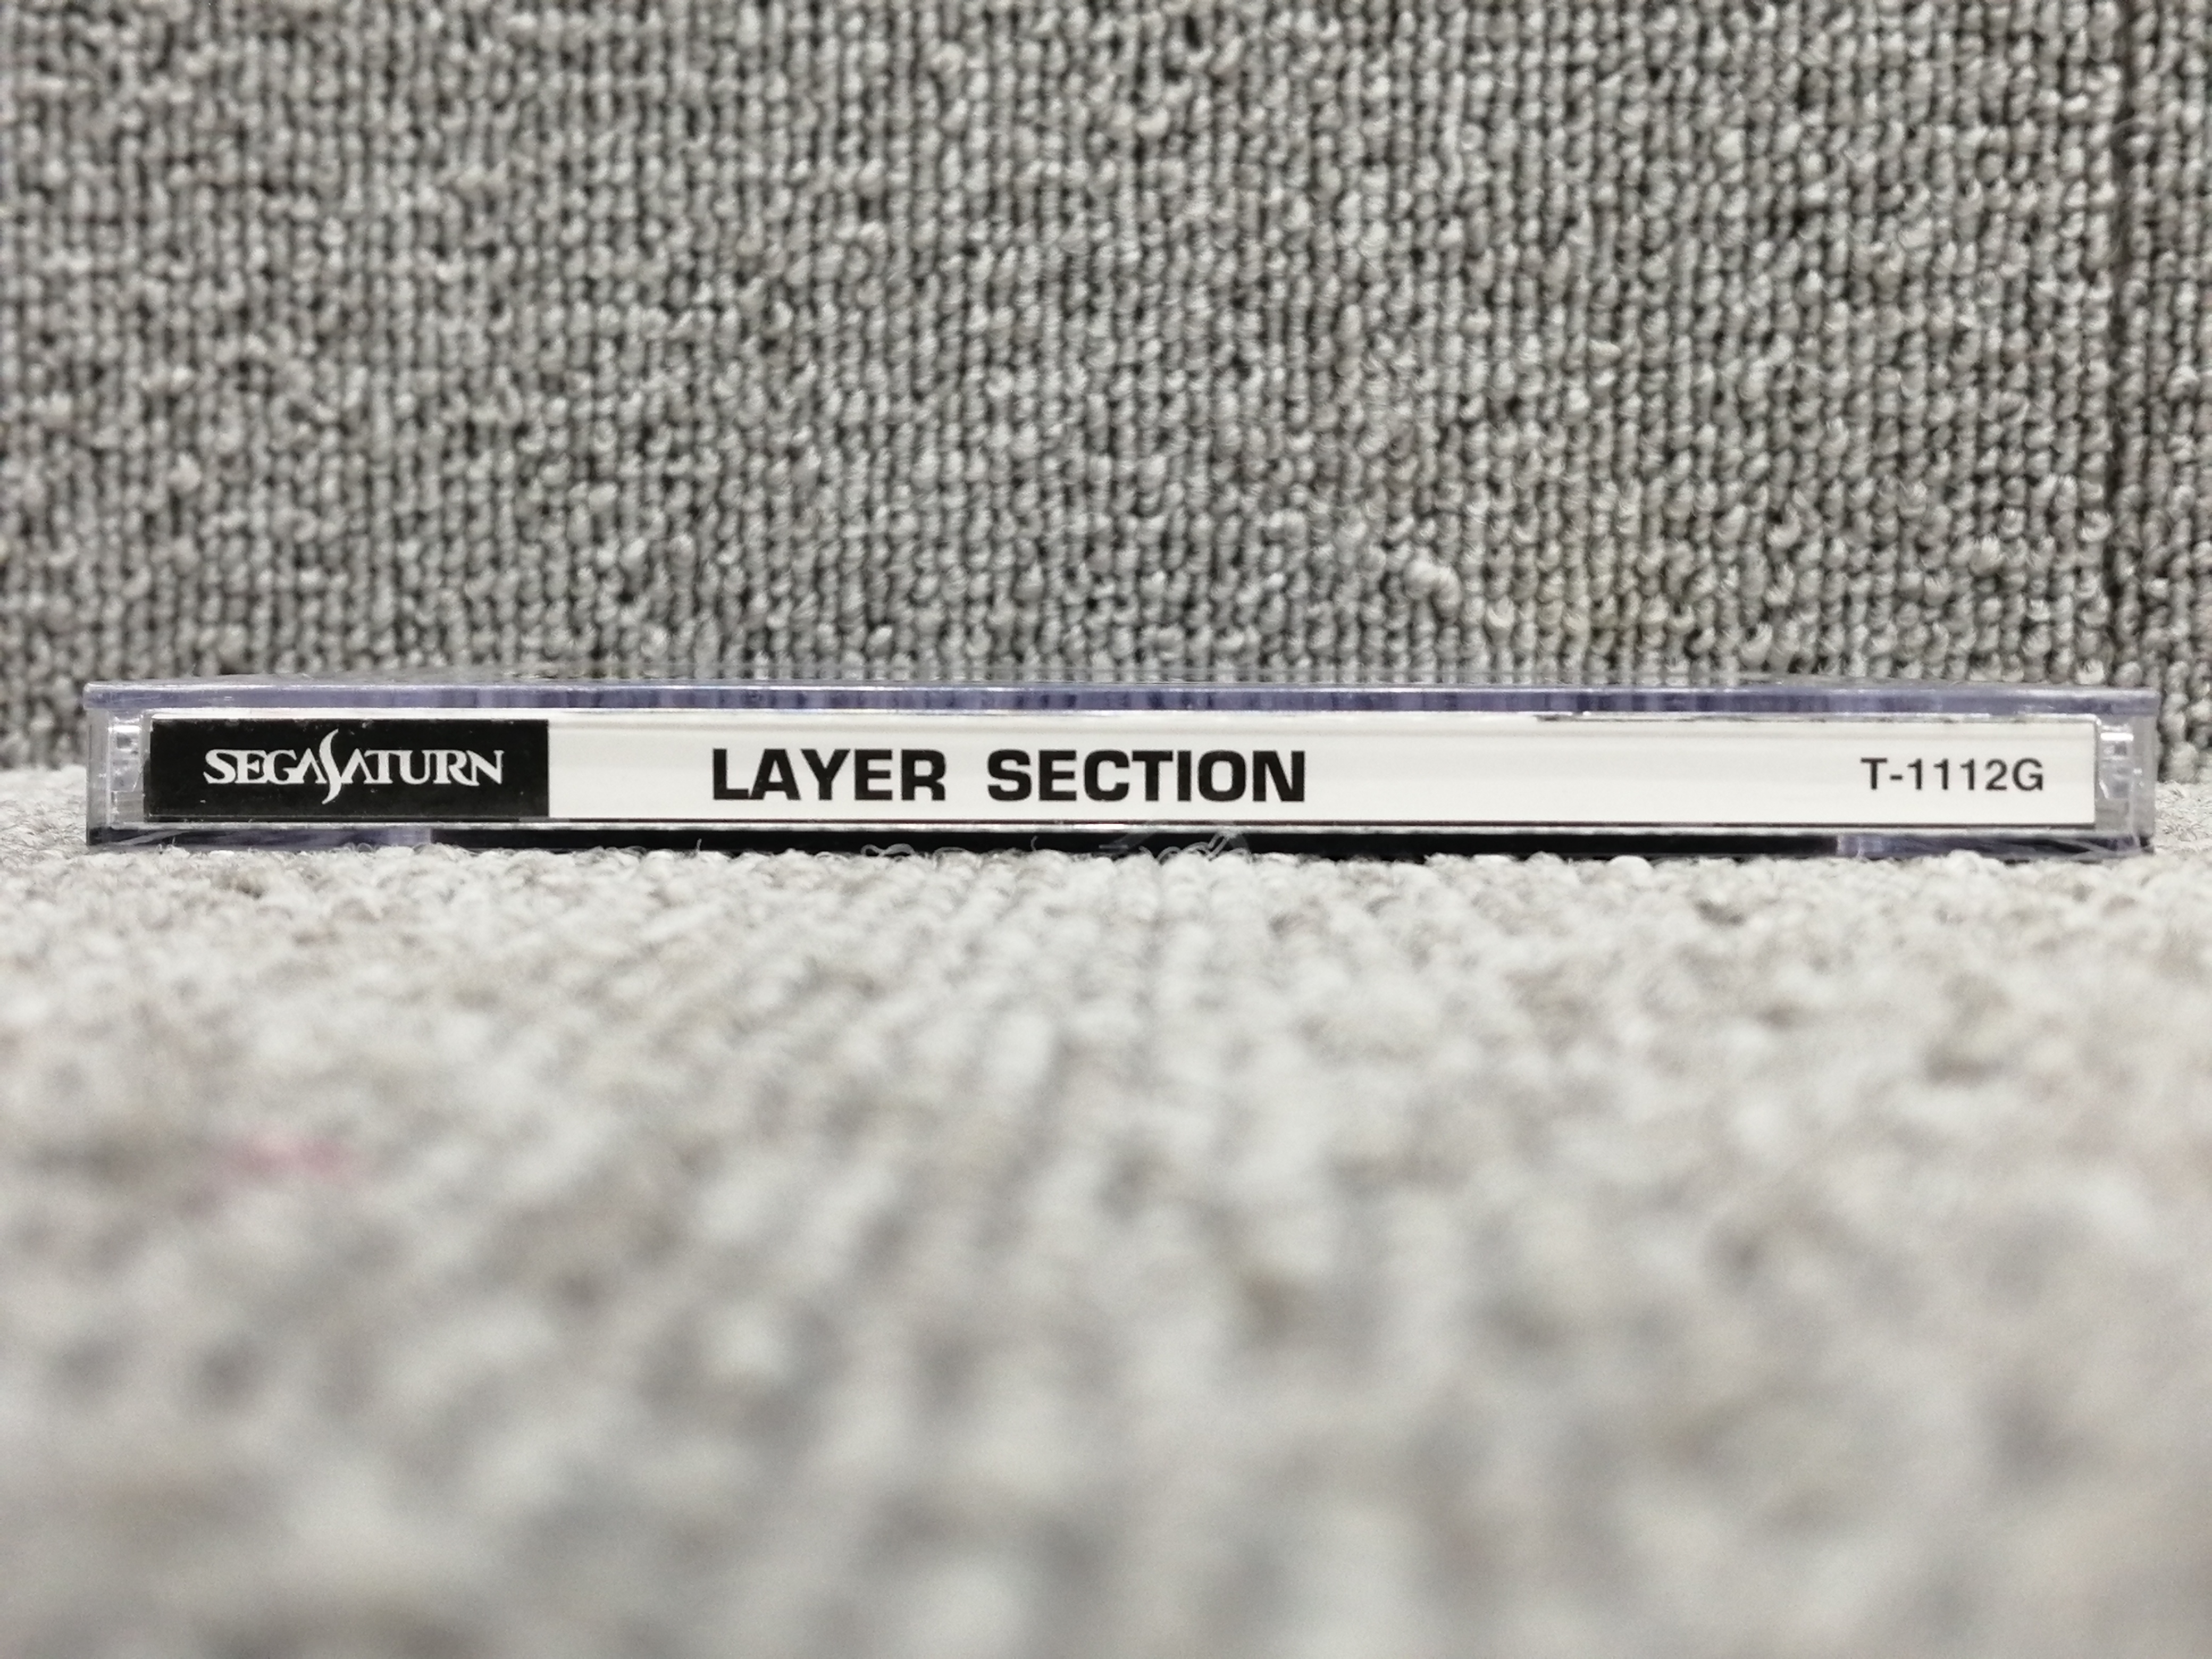 SEGA SATURN LAYER SECTION T-1112G